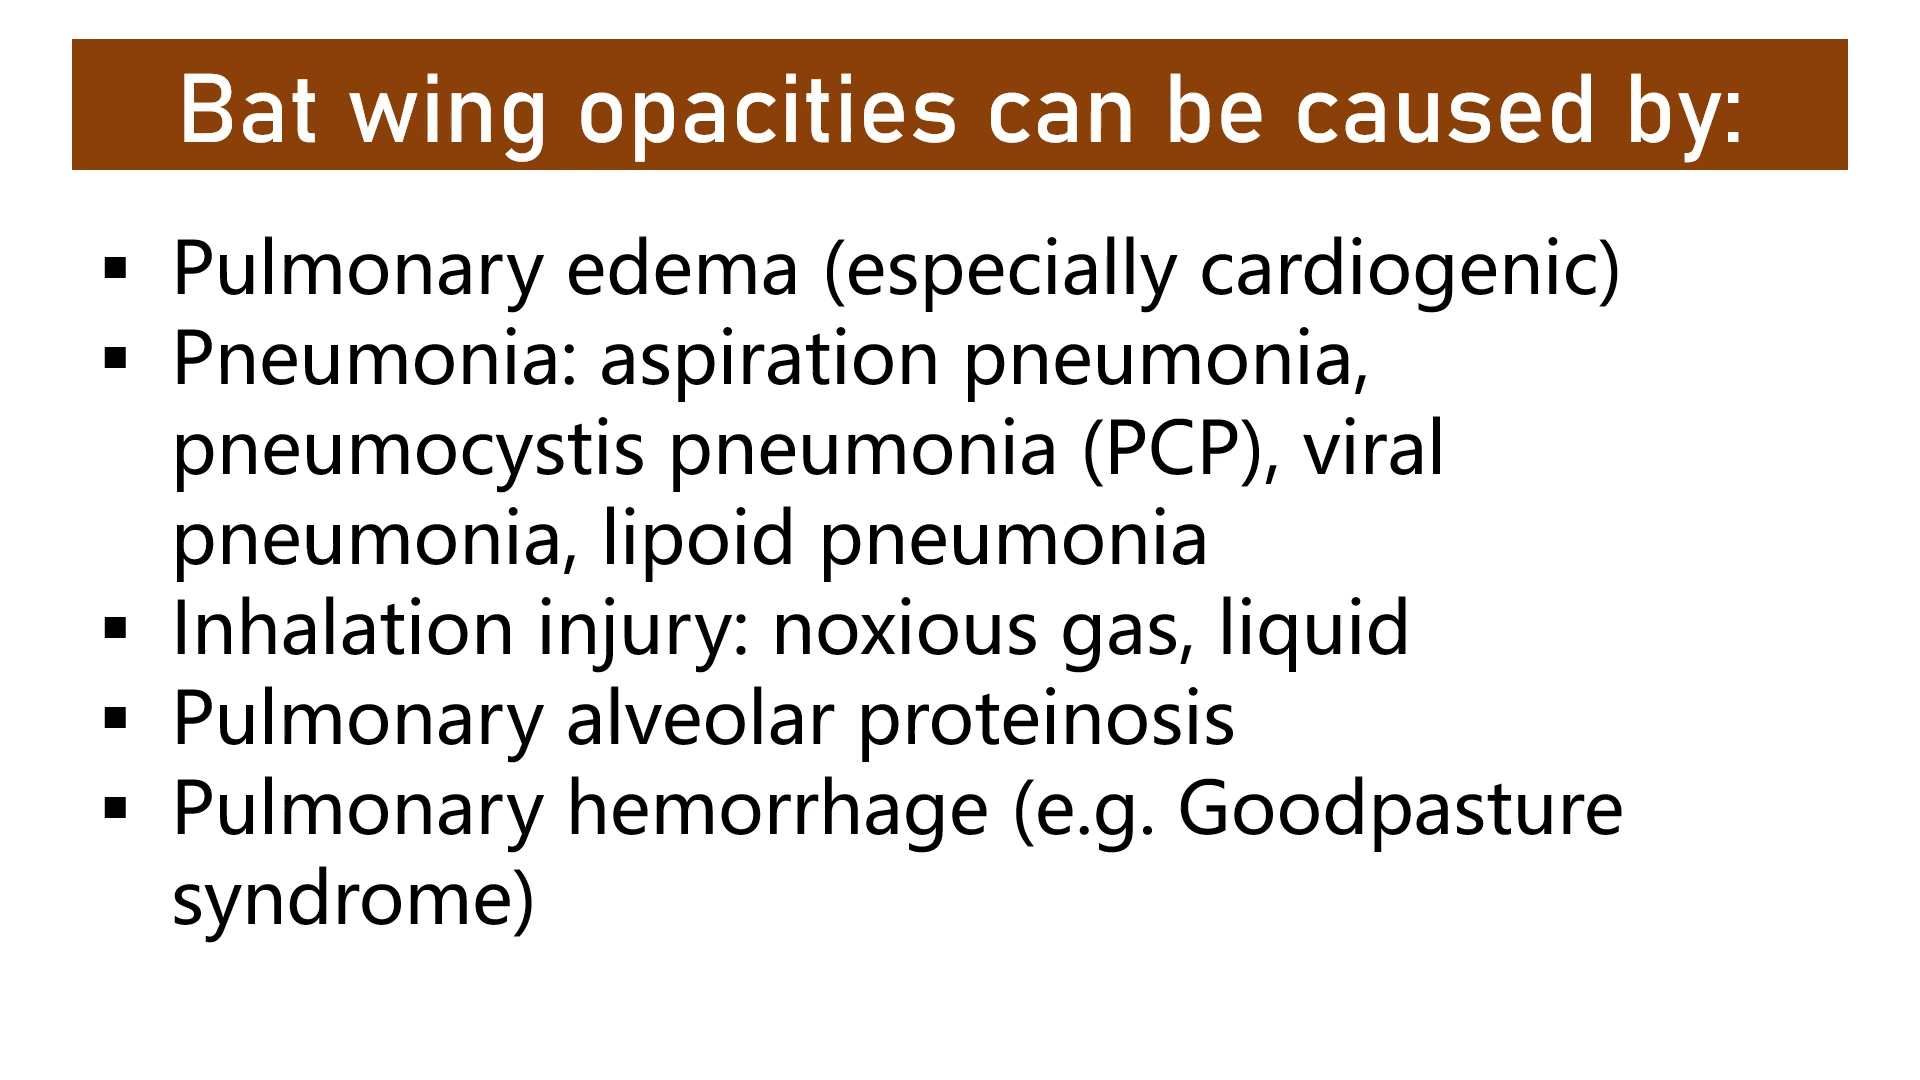 Bat wing opacities can be caused by:
▪ Pulmonary edema (especially cardiogenic)
▪ Pneumonia: aspiration pneumonia,
pneumocystis pneumonia (PCP), viral
pneumonia, lipoid pneumonia
▪ Inhalation injury: noxious gas, liquid
▪ Pulmonary alveolar proteinosis
▪ Pulmonary hemorrhage (e.g. Goodpasture
syndrome)